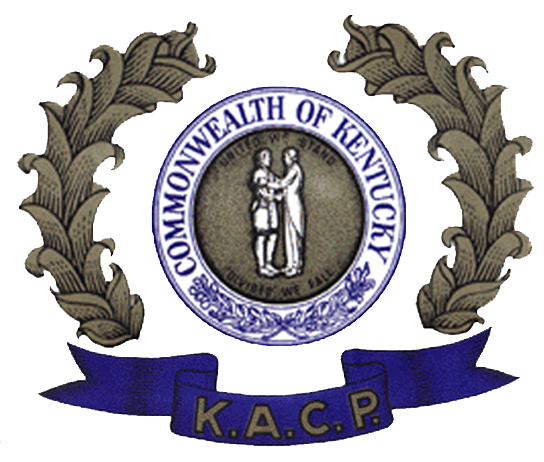 COMMONWEALTH OF KENTUCKY
UNITED WE STAND
DIVIDED WE FALL
K.A.C.P.